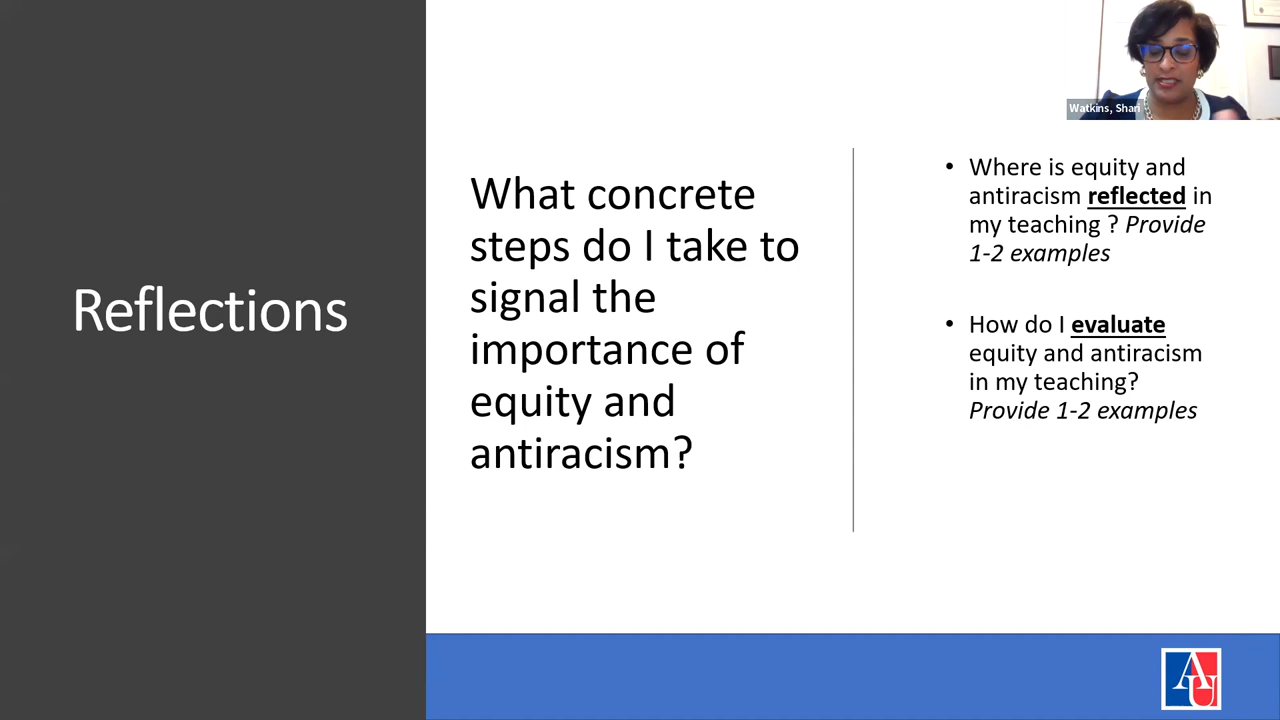 Watkins, Shari
Reflections
What concrete
steps do I take to
signal the
importance of
equity and
antiracism?
• Where is equity and
antiracism reflected in
my teaching ? Provide
1-2 examples
• How do I evaluate
equity and antiracism
in my teaching?
Provide 1-2 examples
AU